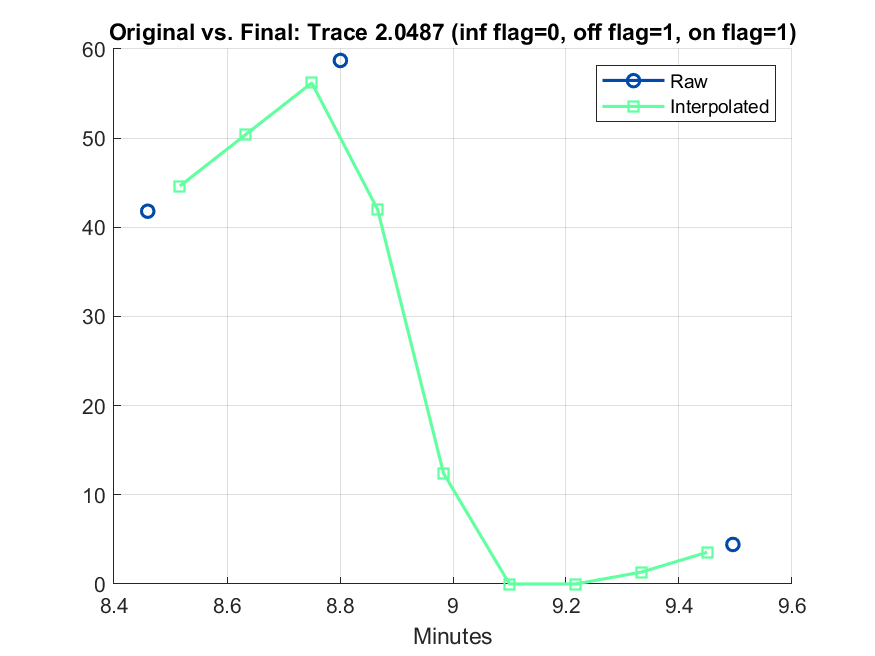 Original vs. Final: Trace 2.0487 (inf flag=0, off flag=1, on flag=1)
60
50
40
30
20
10
0
Raw
Interpolated
8.4 8.6 8.8 9 9.2 9.4 9.6
Minutes